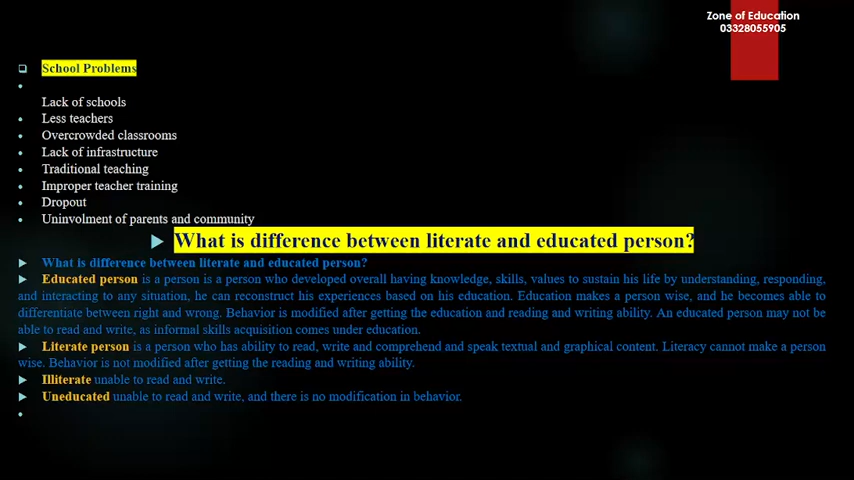 Zone of Education
03328055905
School Problems
Lack of schools
Less teachers
Overcrowded classrooms
Lack of infrastructure
Traditional teaching
Improper teacher training
Dropout
Uninvolment of parents and community
What is difference between literate and educated person?
What is difference between literate and educated person?
Educated person is a person is a person who developed overall having knowledge, skills, values to sustain his life by understanding, responding,
and interacting to any situation, he can reconstruct his experiences based on his education. Education makes a person wise, and he becomes able to
differentiate between right and wrong. Behavior is modified after getting the education and reading and writing ability. An educated person may not be
able to read and write, as informal skills acquisition comes under education.
Literate person is a person who has ability to read, write and comprehend and speak textual and graphical content. Literacy cannot make a person
wise. Behavior is not modified after getting the reading and writing ability.
Illiterate unable to read and write.
Uneducated unable to read and write, and there is no modification in behavior.